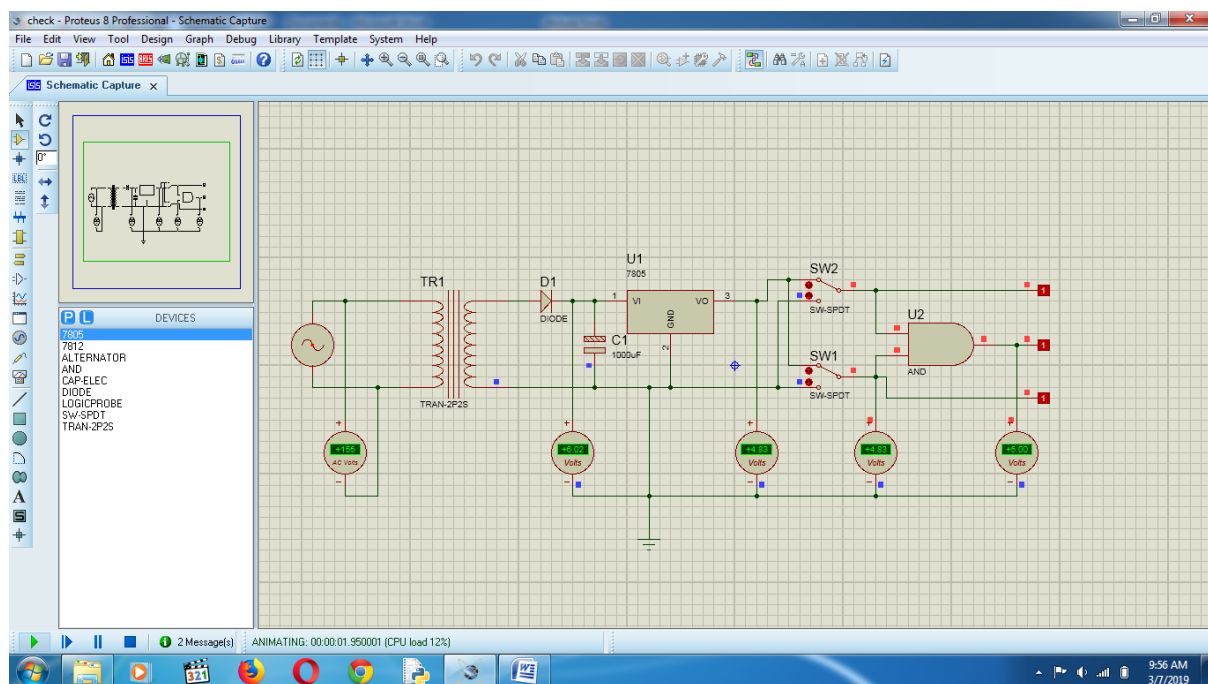 check - Proteus 8 Professional - Schematic Capture
File Edit View Tool Design Graph Debug Library Template System Help
Schematic Capture x
0°
LBL
A
S
P L DEVICES
7805
7812
ALTERNATOR
AND
CAP-ELEC
DIODE
LOGICPROBE
SW-SPDT
TRAN-2P2S
TR1
TRAN-2P2S
D1
DIODE
U1
7805
1 VI VO 3
GND
2
C1
1000uF
SW2
SW-SPDT
SW1
SW-SPDT
U2
AND
1
1
1
+155
AC Volts
+6.02
Volts
+4.83
Volts
+4.83
Volts
+5.00
Volts
2 Message(s) ANIMATING: 00:00:01.950001 (CPU load 12%)
321
9:56 AM
3/7/2019